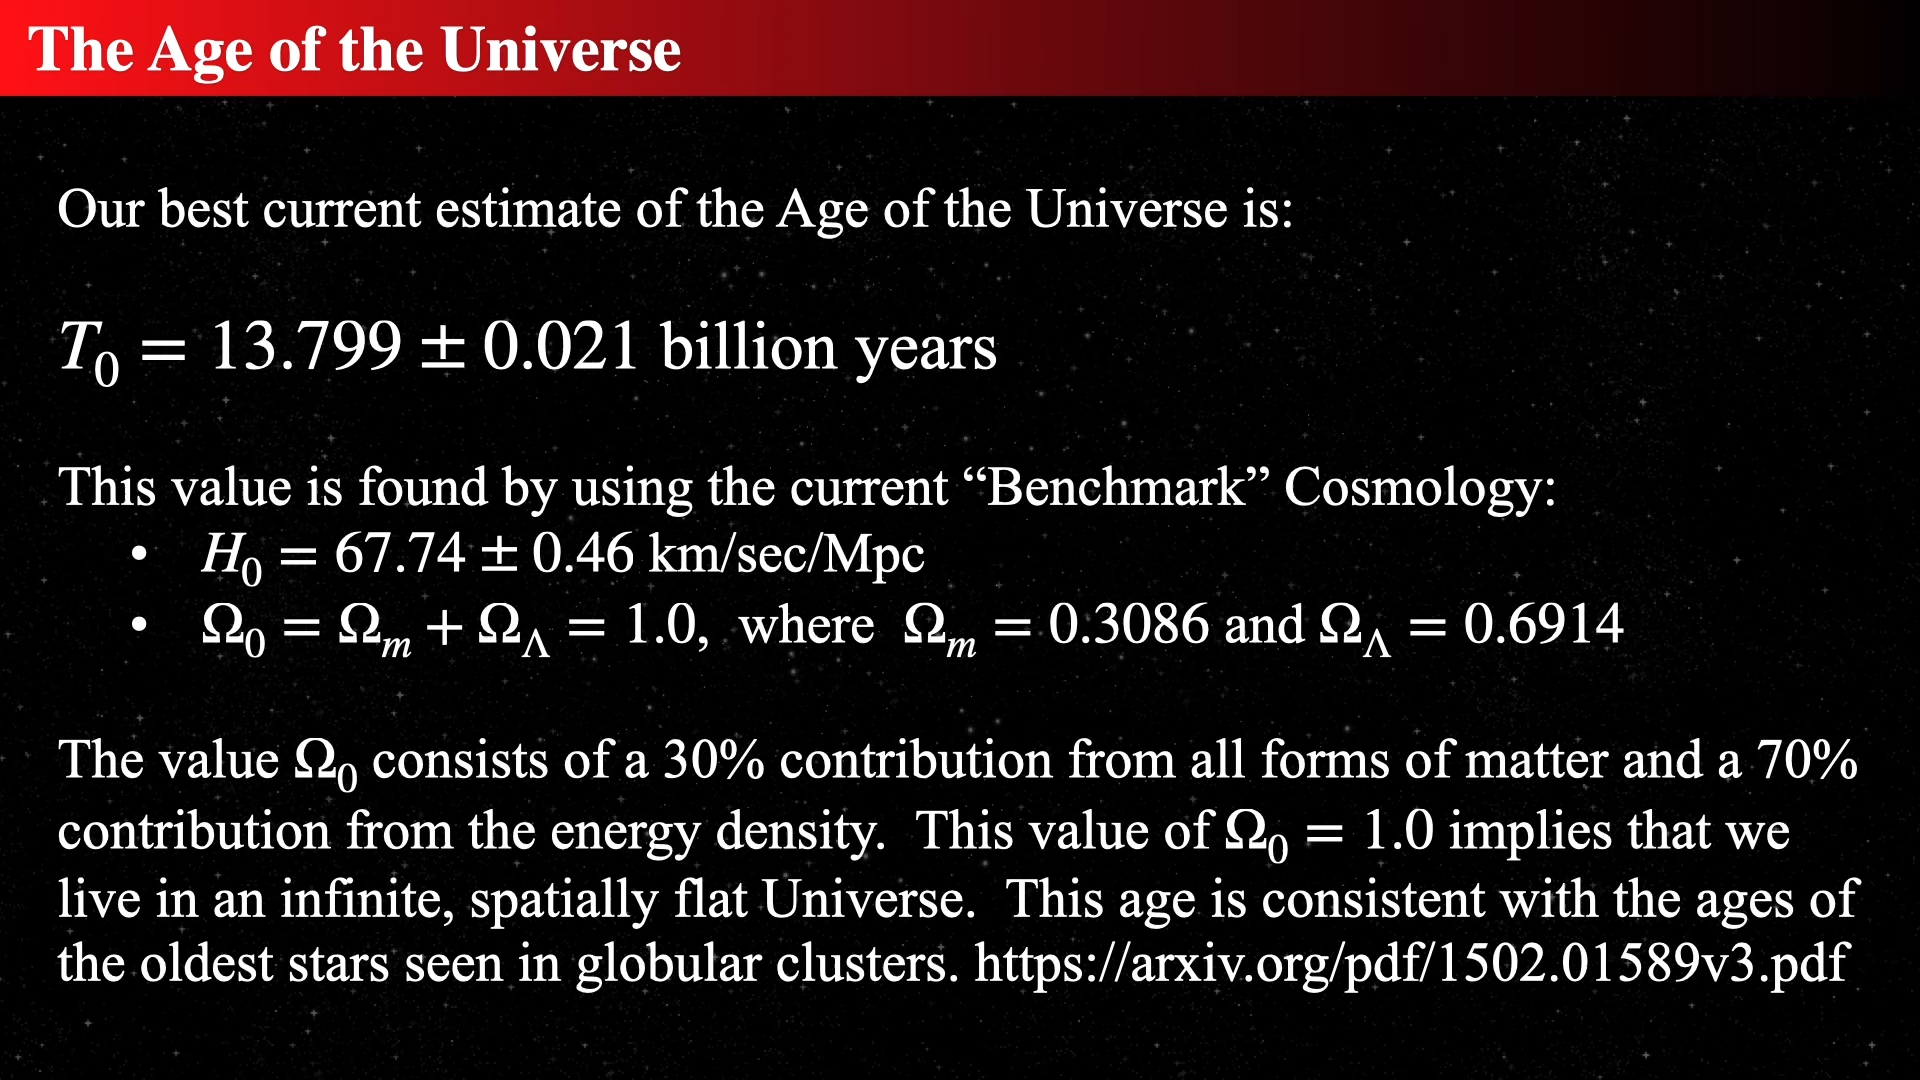 The Age of the Universe
Our best current estimate of the Age of the Universe is:
T₀ = 13.799 ± 0.021 billion years
This value is found by using the current “Benchmark” Cosmology:
• H₀ = 67.74 ± 0.46 km/sec/Mpc
• Ω₀ = Ωₘ + Ω_Λ = 1.0, where Ωₘ = 0.3086 and Ω_Λ = 0.6914
The value Ω₀ consists of a 30% contribution from all forms of matter and a 70%
contribution from the energy density. This value of Ω₀ = 1.0 implies that we
live in an infinite, spatially flat Universe. This age is consistent with the ages of
the oldest stars seen in globular clusters. https://arxiv.org/pdf/1502.01589v3.pdf